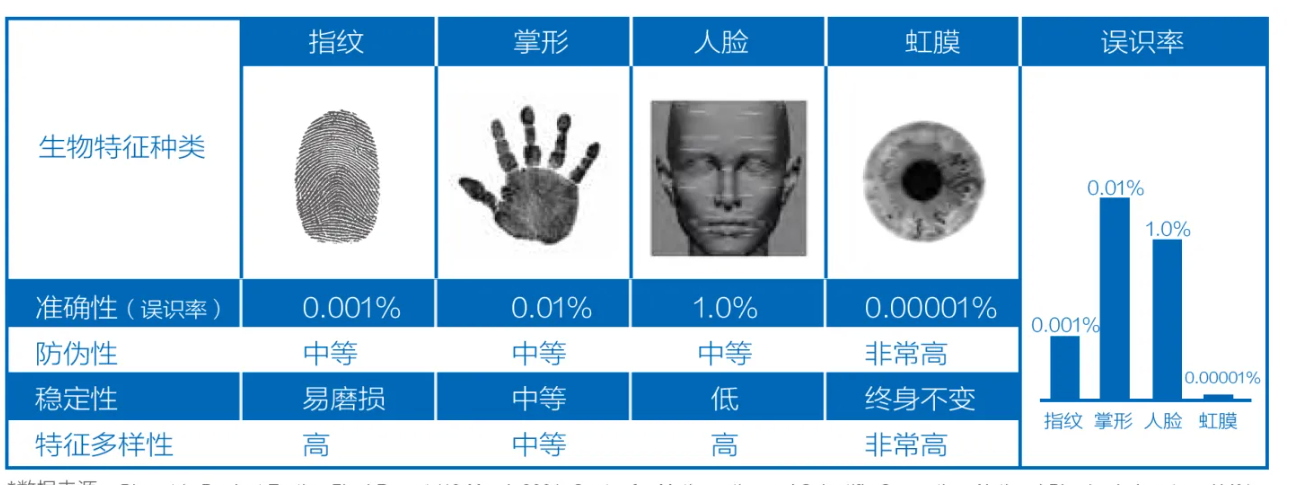 指纹 掌形 人脸 虹膜 误识率
生物特征种类
准确性（误识率） 0.001% 0.01% 1.0% 0.00001%
防伪性 中等 中等 中等 非常高
稳定性 易磨损 中等 低 终身不变
特征多样性 高 中等 高 非常高
0.01%
1.0%
0.001%
0.00001%
指纹 掌形 人脸 虹膜